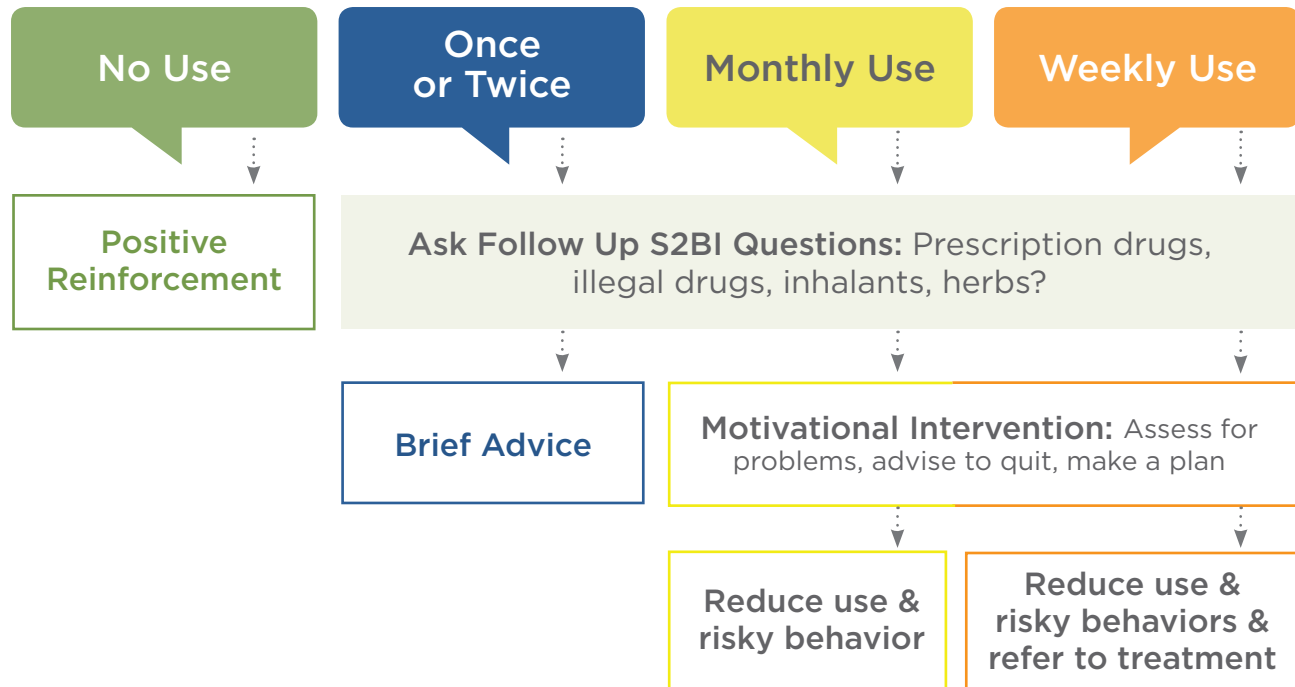 No Use
Once
or Twice
Monthly Use
Weekly Use
Positive
Reinforcement
Ask Follow Up S2BI Questions: Prescription drugs,
illegal drugs, inhalants, herbs?
Brief Advice
Motivational Intervention: Assess for
problems, advise to quit, make a plan
Reduce use &
risky behavior
Reduce use &
risky behaviors &
refer to treatment